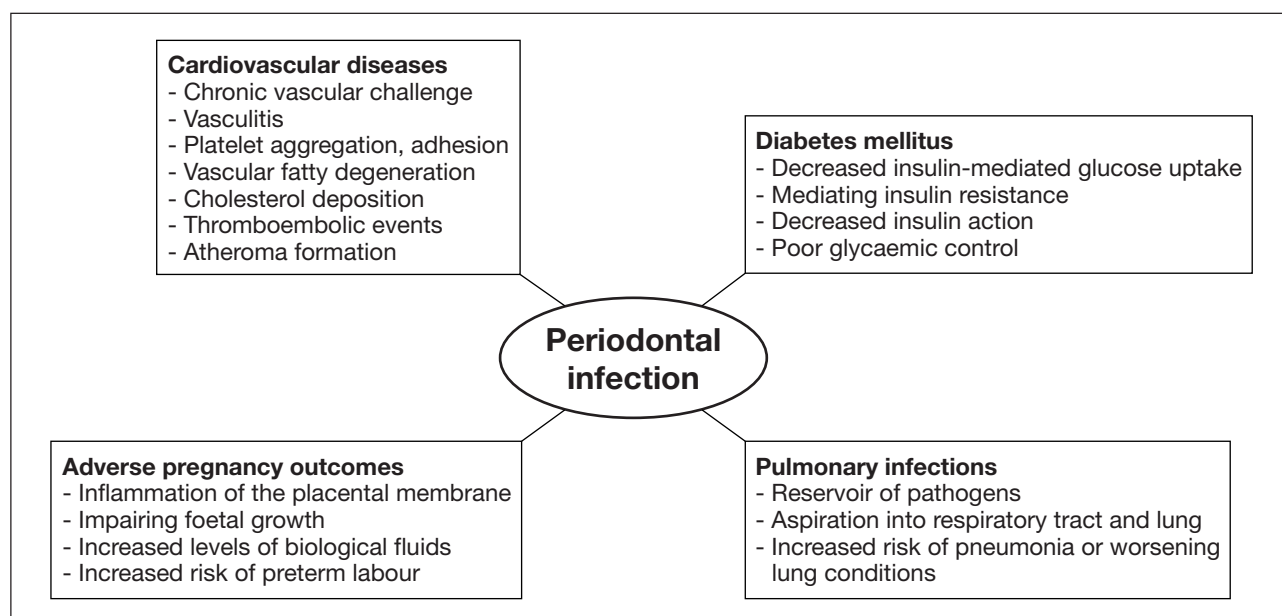 Cardiovascular diseases
- Chronic vascular challenge
- Vasculitis
- Platelet aggregation, adhesion
- Vascular fatty degeneration
- Cholesterol deposition
- Thromboembolic events
- Atheroma formation
Diabetes mellitus
- Decreased insulin-mediated glucose uptake
- Mediating insulin resistance
- Decreased insulin action
- Poor glycaemic control
Periodontal
infection
Adverse pregnancy outcomes
- Inflammation of the placental membrane
- Impairing foetal growth
- Increased levels of biological fluids
- Increased risk of preterm labour
Pulmonary infections
- Reservoir of pathogens
- Aspiration into respiratory tract and lung
- Increased risk of pneumonia or worsening
lung conditions